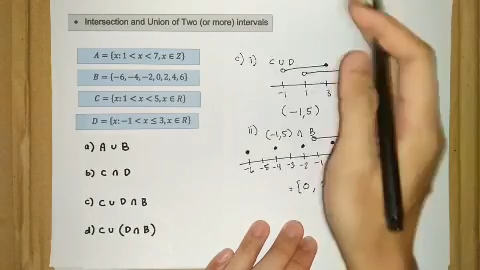 • Intersection and Union of Two (or more) intervals
A = {x: 1 < x < 7, x ∈ Z}
B = {−6, −4, −2, 0, 2, 4, 6}
C = {x: 1 < x < 5, x ∈ R}
D = {x: −1 < x ≤ 3, x ∈ R}
a) A ∪ B
b) C ∩ D
c) C ∪ D ∩ B
d) C ∪ (D ∩ B)
c) i) C ∪ D
-1 1 3
(-1, 5)
ii) (-1, 5) ∩ B
-6 -5 -4 -3 -2 -1
= [0,